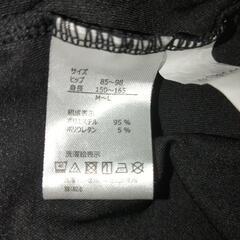 サイズ
ヒップ 85~98
身長 150~165
M~L
組成表示
ポリエステル 95 %
ポリウレタン 5 %
洗濯絵表示